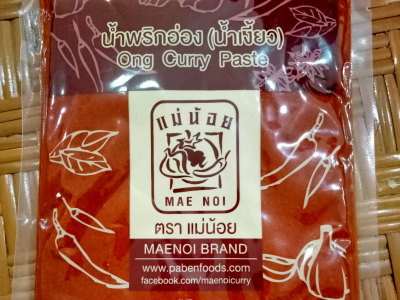 น้ำพริกอ่อง (น้ำเงี้ยว)
Ong Curry Paste
แม่น้อย
MAE NOI
ตรา แม่น้อย
MAENOI BRAND
www.pabenfoods.com
facebook.com/maenoicurry